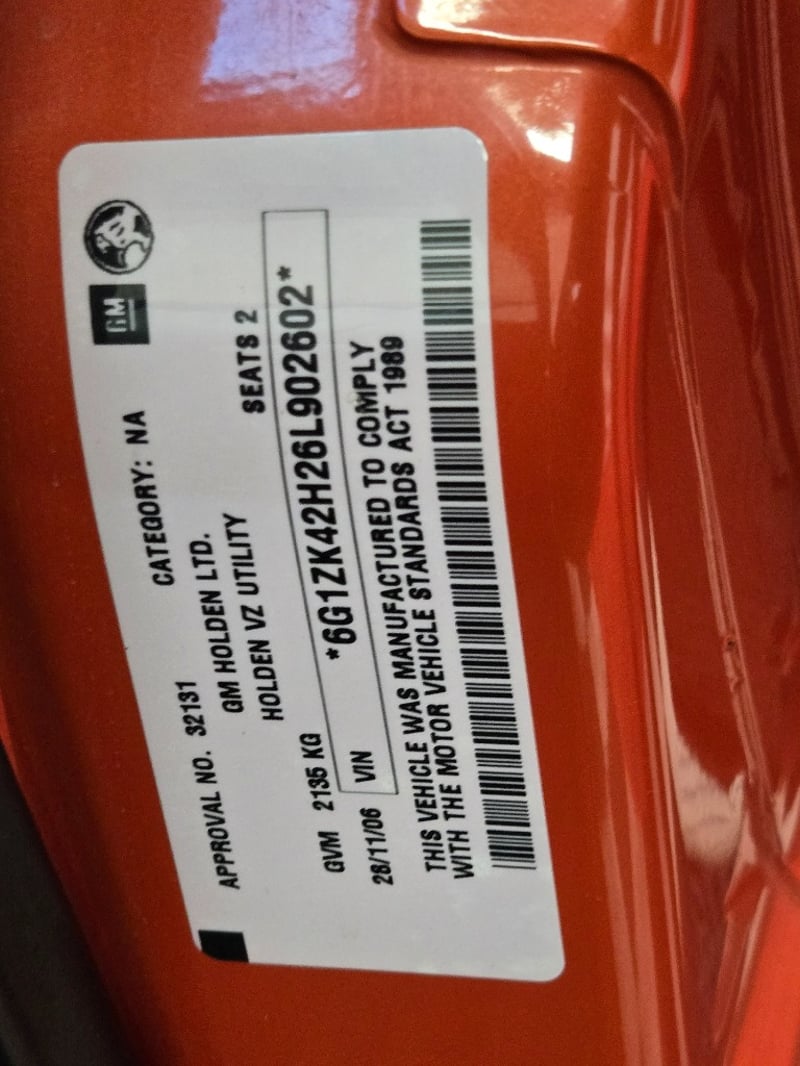 GM
APPROVAL NO. 32131 CATEGORY: NA
GM HOLDEN LTD.
HOLDEN VZ UTILITY
GVM 2135 KG SEATS 2
28/11/06 VIN *6G1ZK42H26L902602*
THIS VEHICLE WAS MANUFACTURED TO COMPLY
WITH THE MOTOR VEHICLE STANDARDS ACT 1989